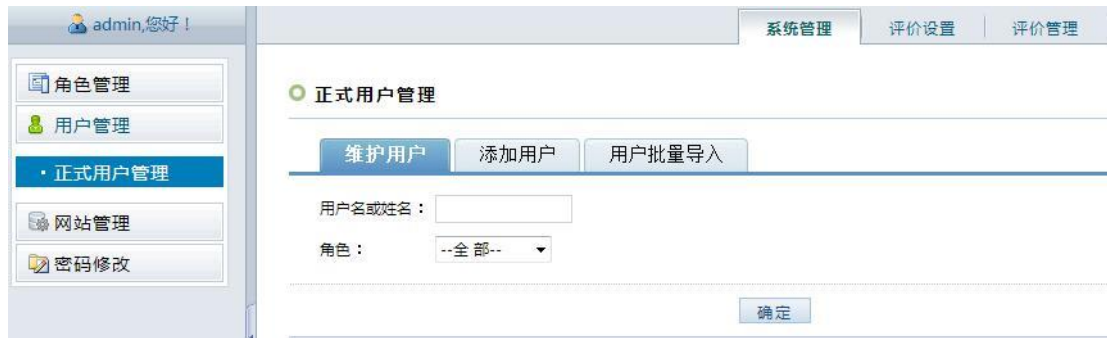 admin,您好！
系统管理 评价设置 评价管理
角色管理
用户管理
·正式用户管理
网站管理
密码修改
正式用户管理
维护用户 添加用户 用户批量导入
用户名或姓名：
角色： --全 部--
确定